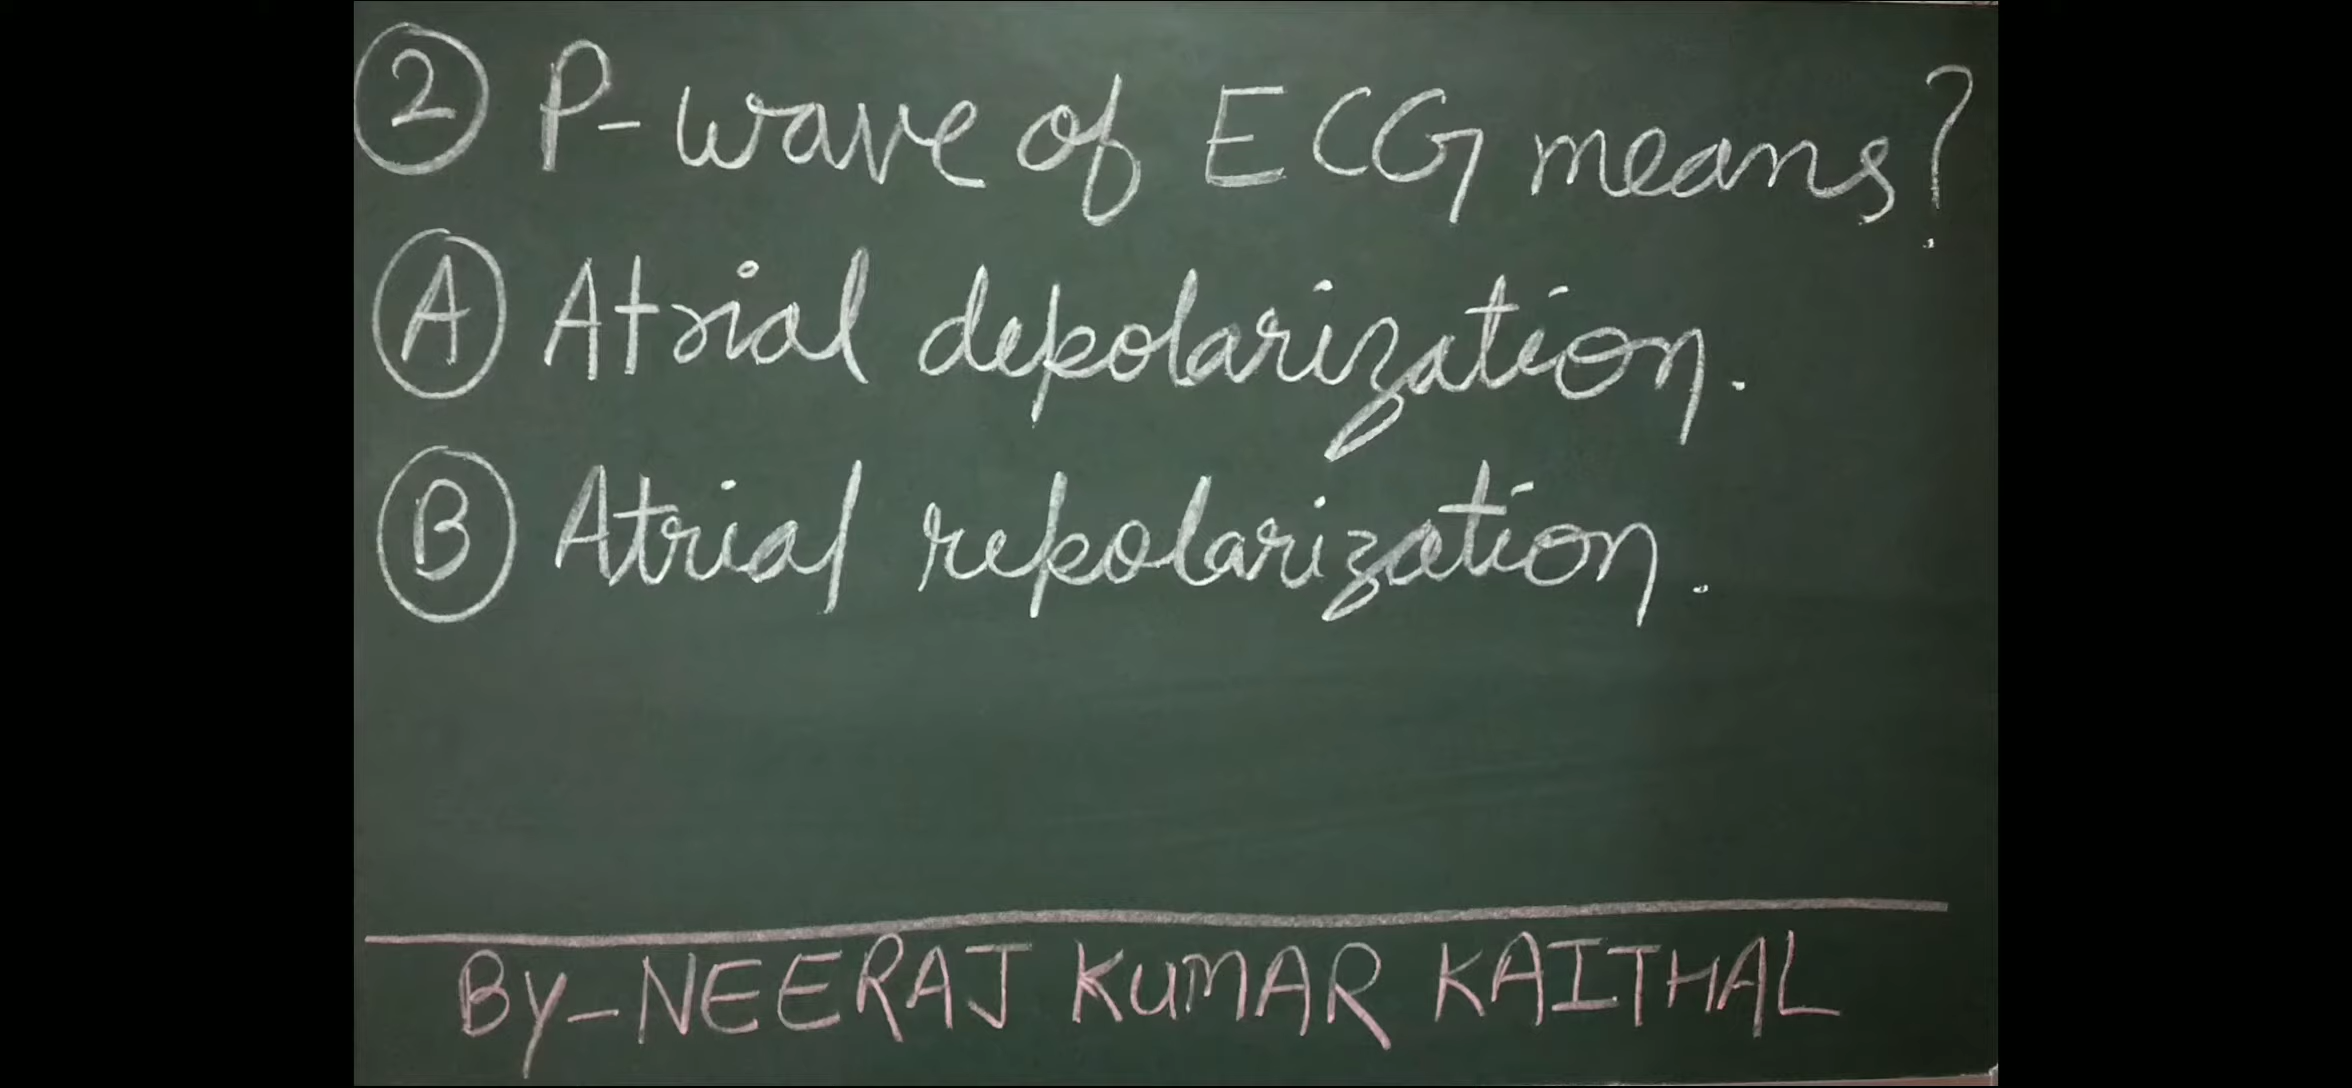 2 P-wave of ECG means?
A Atrial depolarization.
B Atrial repolarization.
By-NEERAJ KUMAR KAITHAL